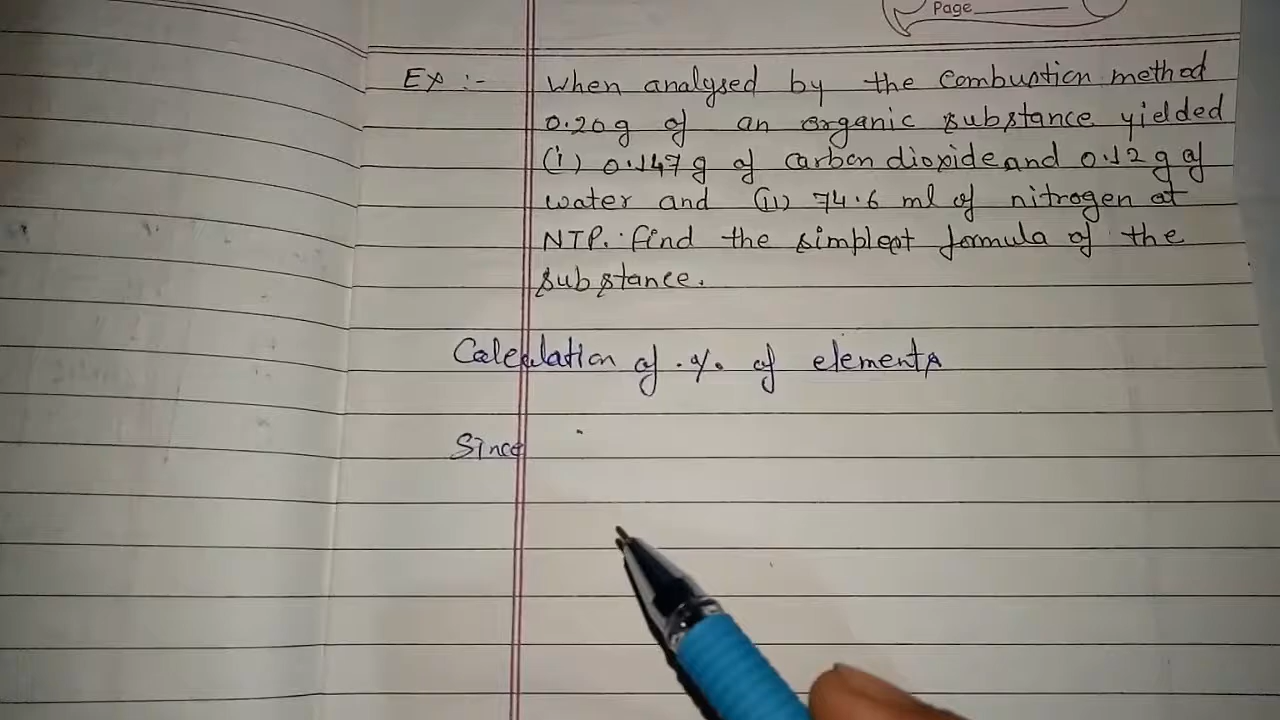 Page
Ex :- When analysed by the combustion method
0.20g of an organic substance yielded
(i) 0.147g of carbon dioxide and 0.12g of
water and (ii) 74.6 ml of nitrogen at
NTP. find the simplest formula of the
substance.
Calculation of % of elements
Since